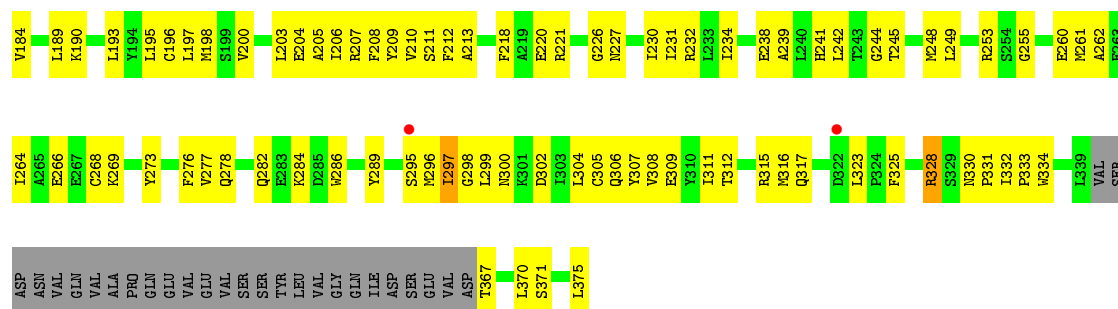 V184 L189 K190 L193 Y194 L195 C196 L197 M198 S199 V200 L203 E204 A205 I206 R207 F208 Y209 V210 S211 F212 A213 F218 A219 E220 R221 G226 N227 I230 I231 R232 L233 I234 E238 A239 L240 H241 L242 T243 G244 T245 M248 L249 R253 S254 G255 E260 M261 A262
I264 A265 E266 E267 C268 K269 Y273 F276 V277 Q278 Q282 E283 K284 D285 W286 Y289 S295 M296 I297 G298 L299 N300 K301 D302 I303 L304 C305 Q306 Y307 V308 E309 Y310 I311 T312 R315 M316 Q317 D322 L323 P324 F325 R328 S329 N330 P331 I332 P333 W334 L339 VAL SER
ASP ASN VAL GLN VAL ALA PRO GLN GLU VAL GLU VAL SER SER TYR LEU VAL GLY GLN ILE ASP SER GLU VAL ASP T367 L370 S371 L375